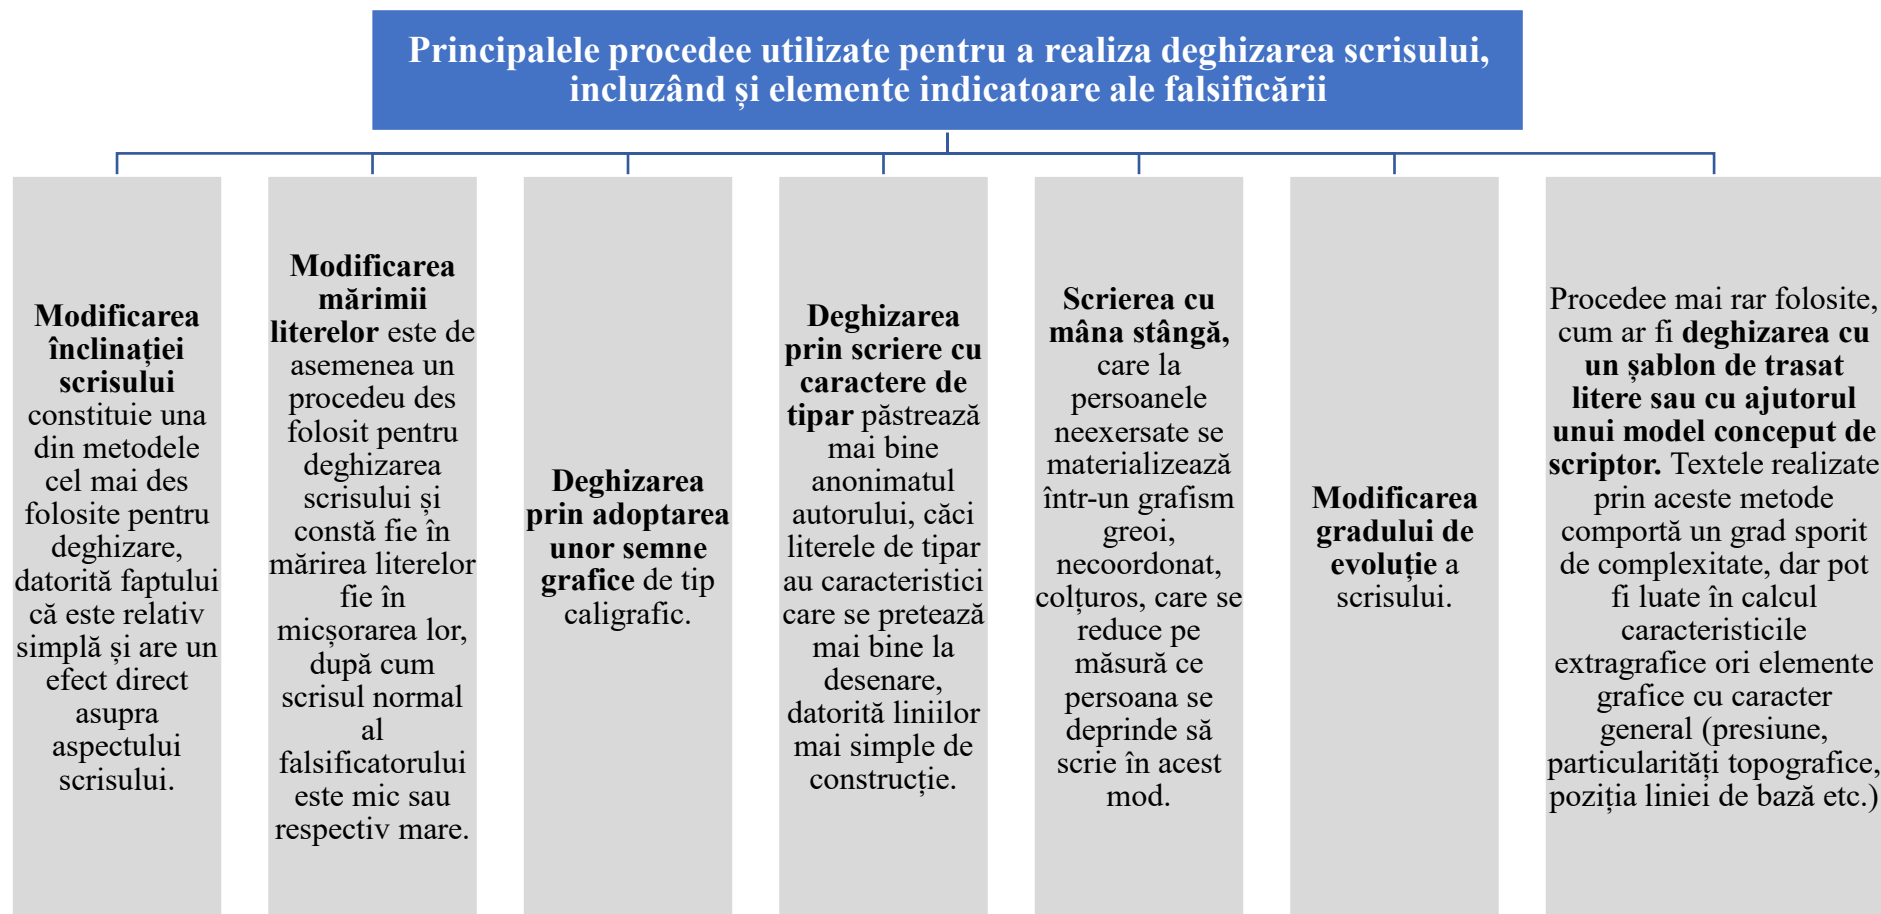 Principalele procedee utilizate pentru a realiza deghizarea scrisului,
incluzând și elemente indicatoare ale falsificării
Modificarea
înclinației
scrisului
constituie una
din metodele
cel mai des
folosite pentru
deghizare,
datorită faptului
că este relativ
simplă și are un
efect direct
asupra
aspectului
scrisului.
Modificarea
mărimii
literelor este de
asemenea un
procedeu des
folosit pentru
deghizarea
scrisului și
constă fie în
mărirea literelor
fie în
micșorarea lor,
după cum
scrisul normal
al
falsificatorului
este mic sau
respectiv mare.
Deghizarea
prin adoptarea
unor semne
grafice de tip
caligrafic.
Deghizarea
prin scriere cu
caractere de
tipar păstrează
mai bine
anonimatul
autorului, căci
literele de tipar
au caracteristici
care se pretează
mai bine la
desenare,
datorită liniilor
mai simple de
construcție.
Scrierea cu
mâna stângă,
care la
persoanele
neexersate se
materializează
într-un grafism
greoi,
necoordonat,
colțuros, care se
reduce pe
măsură ce
persoana se
deprinde să
scrie în acest
mod.
Modificarea
gradului de
evoluție a
scrisului.
Procedee mai rar folosite,
cum ar fi deghizarea cu
un șablon de trasat
litere sau cu ajutorul
unui model conceput de
scriptor. Textele realizate
prin aceste metode
comportă un grad sporit
de complexitate, dar pot
fi luate în calcul
caracteristicile
extragrafice ori elemente
grafice cu caracter
general (presiune,
particularități topografice,
poziția liniei de bază etc.)